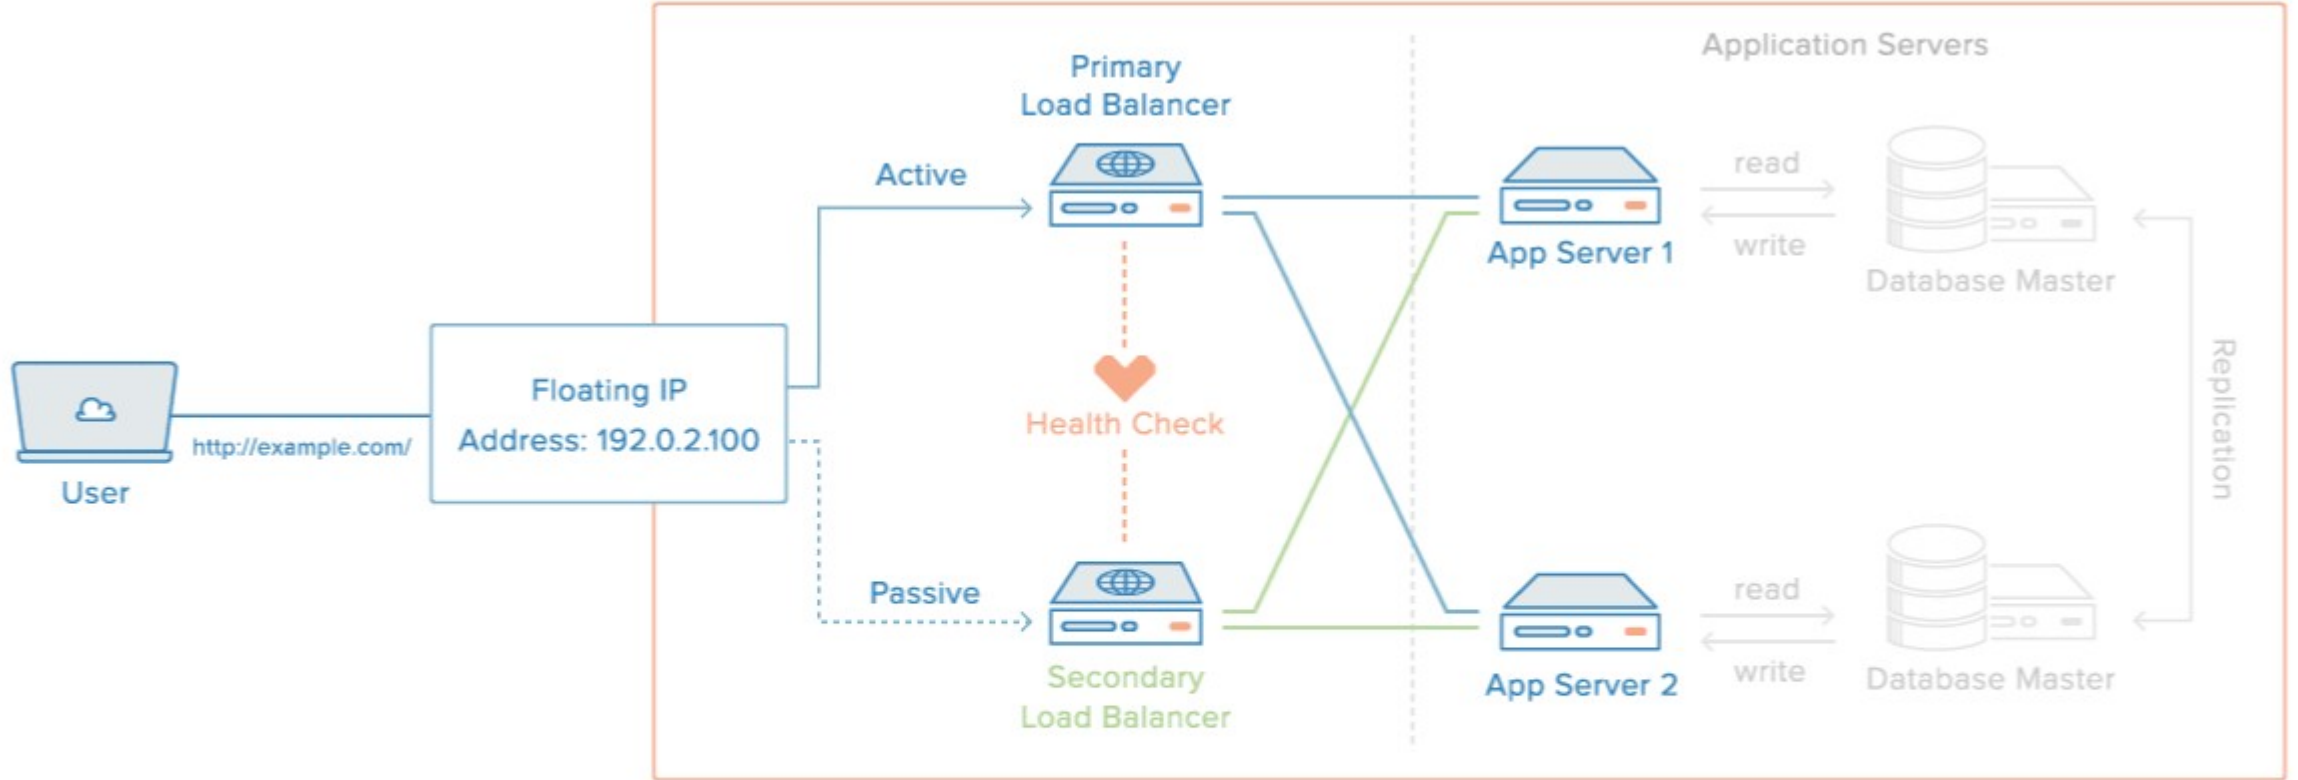 Application Servers
Primary
Load Balancer
Active
read
write
App Server 1
Database Master
Floating IP
Address: 192.0.2.100
http://example.com/
User
Health Check
Replication
Passive
read
write
Secondary
Load Balancer
App Server 2
Database Master